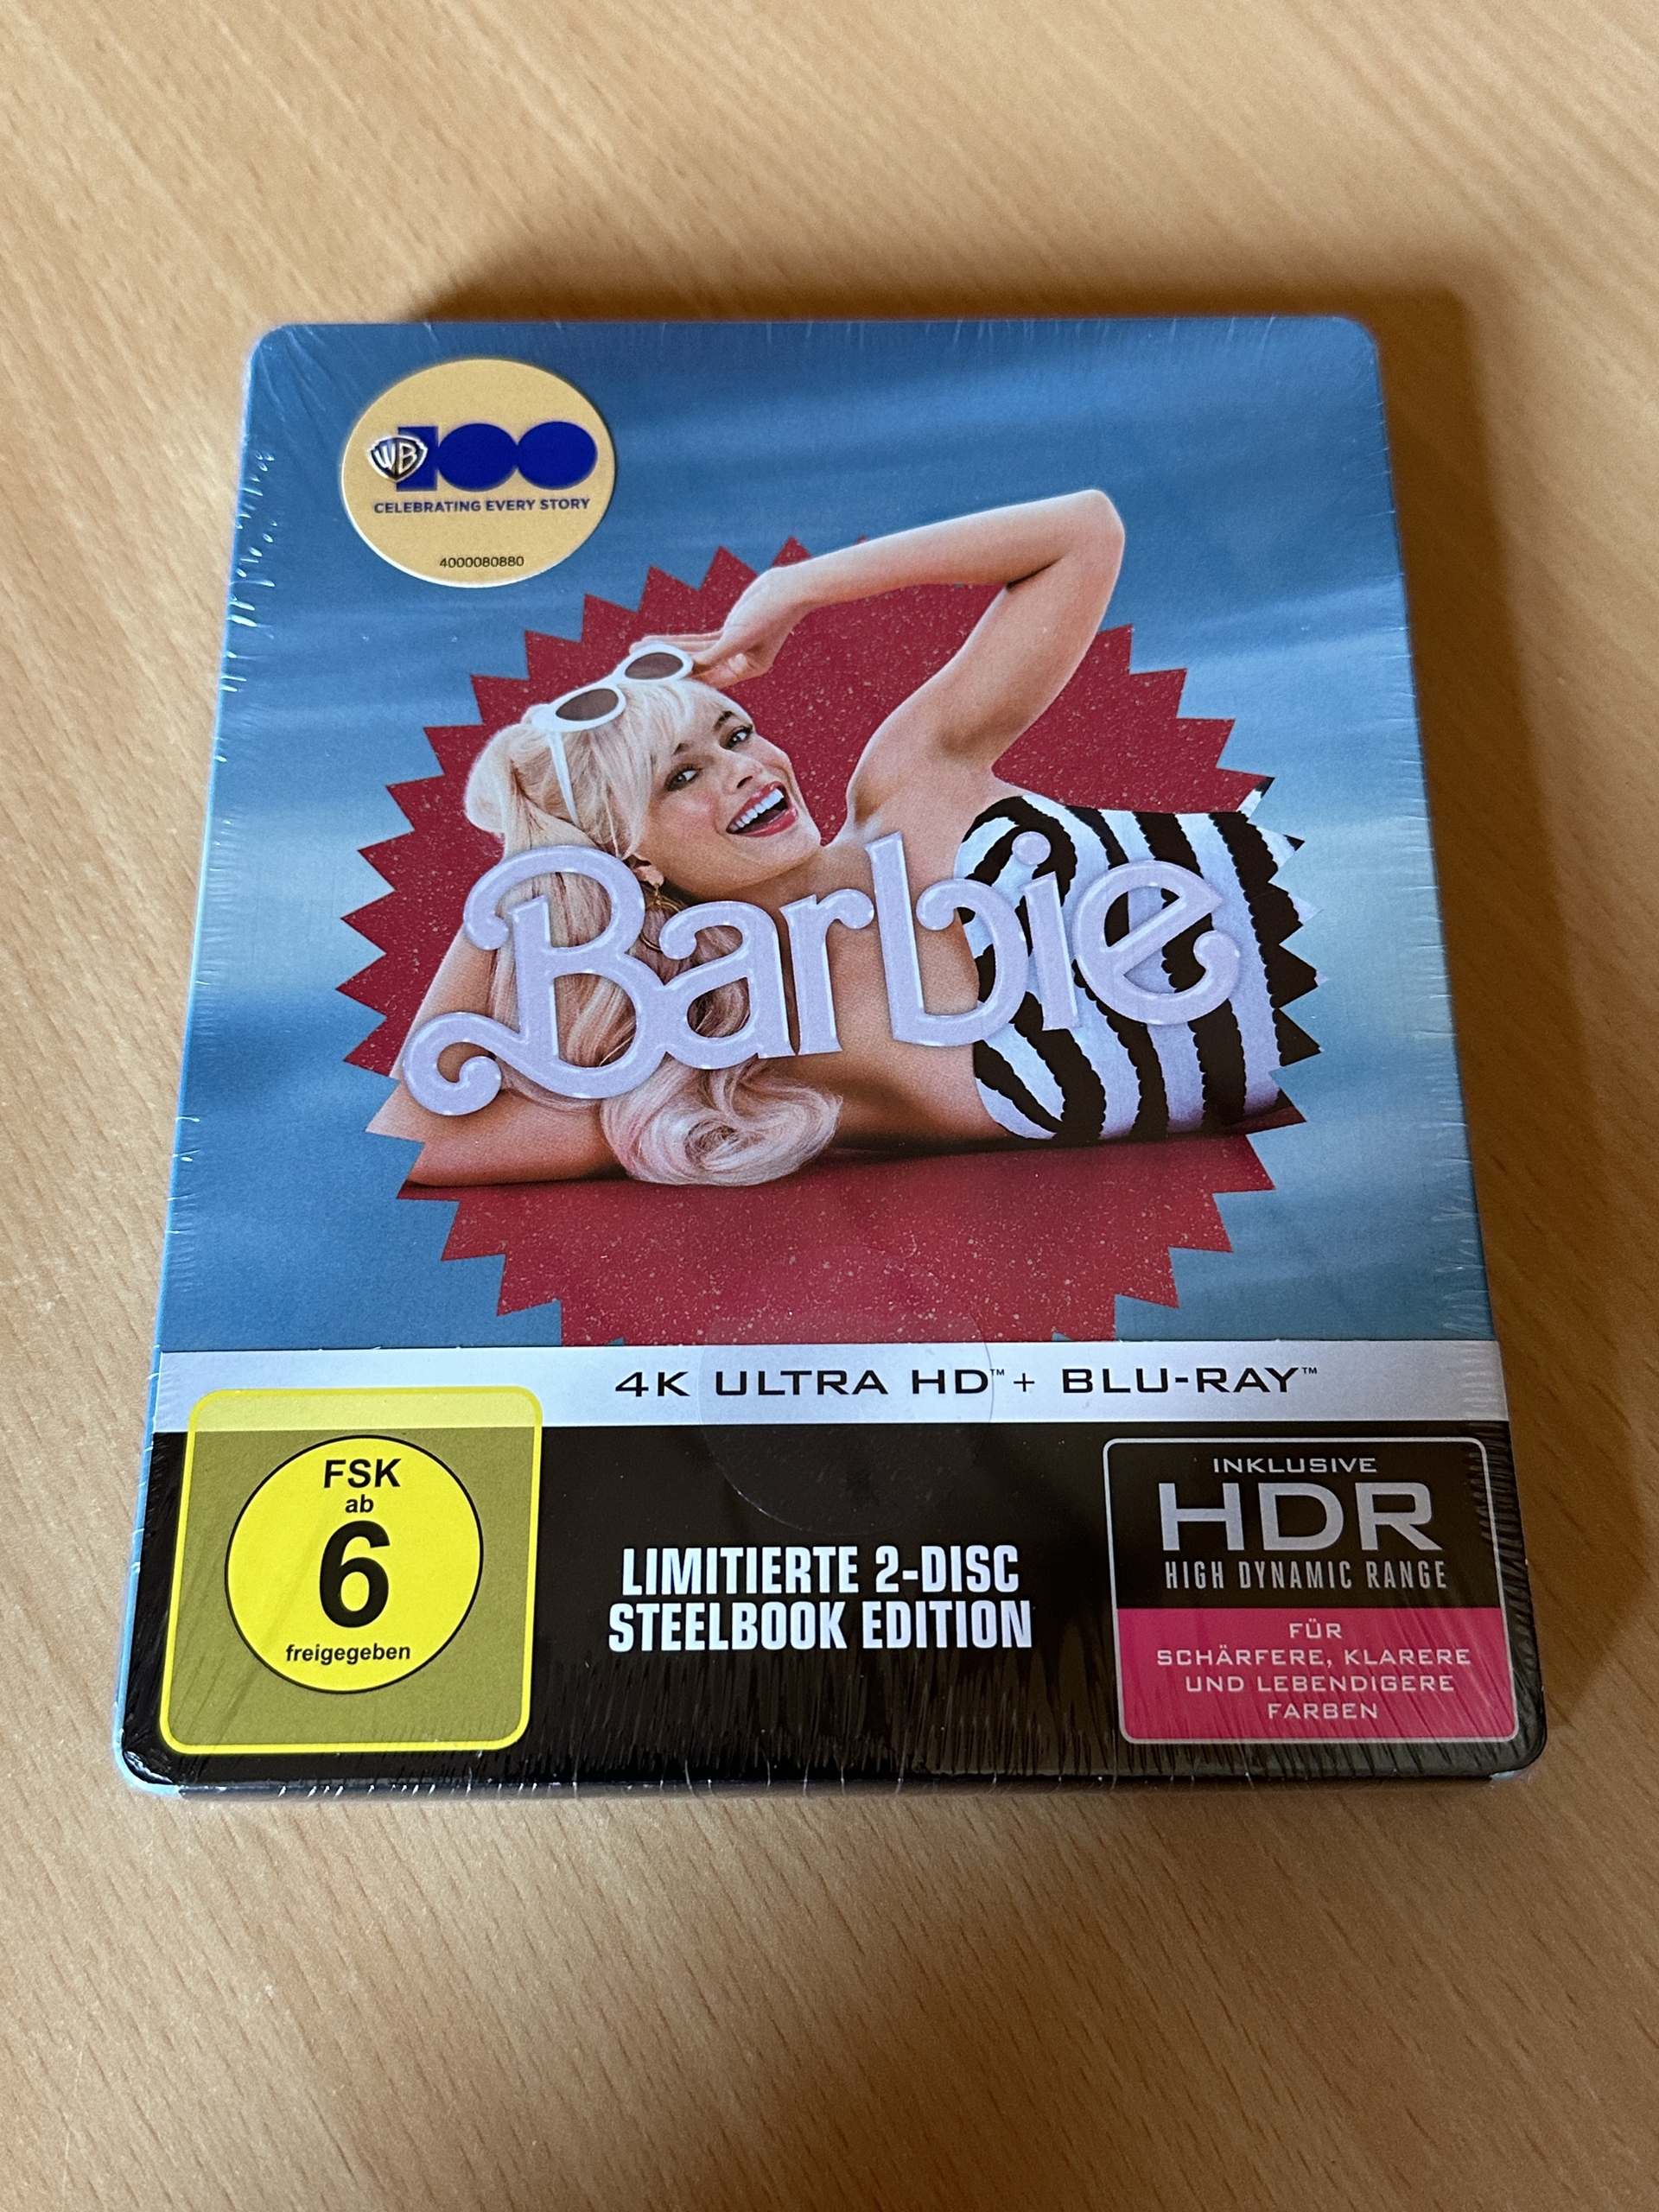 WB 100
CELEBRATING EVERY STORY
4000080880
Barbie
4K ULTRA HD™ + BLU-RAY™
FSK
ab
6
freigegeben
LIMITIERTE 2-DISC
STEELBOOK EDITION
INKLUSIVE
HDR
HIGH DYNAMIC RANGE
FÜR
SCHÄRFERE, KLARERE
UND LEBENDIGERE
FARBEN